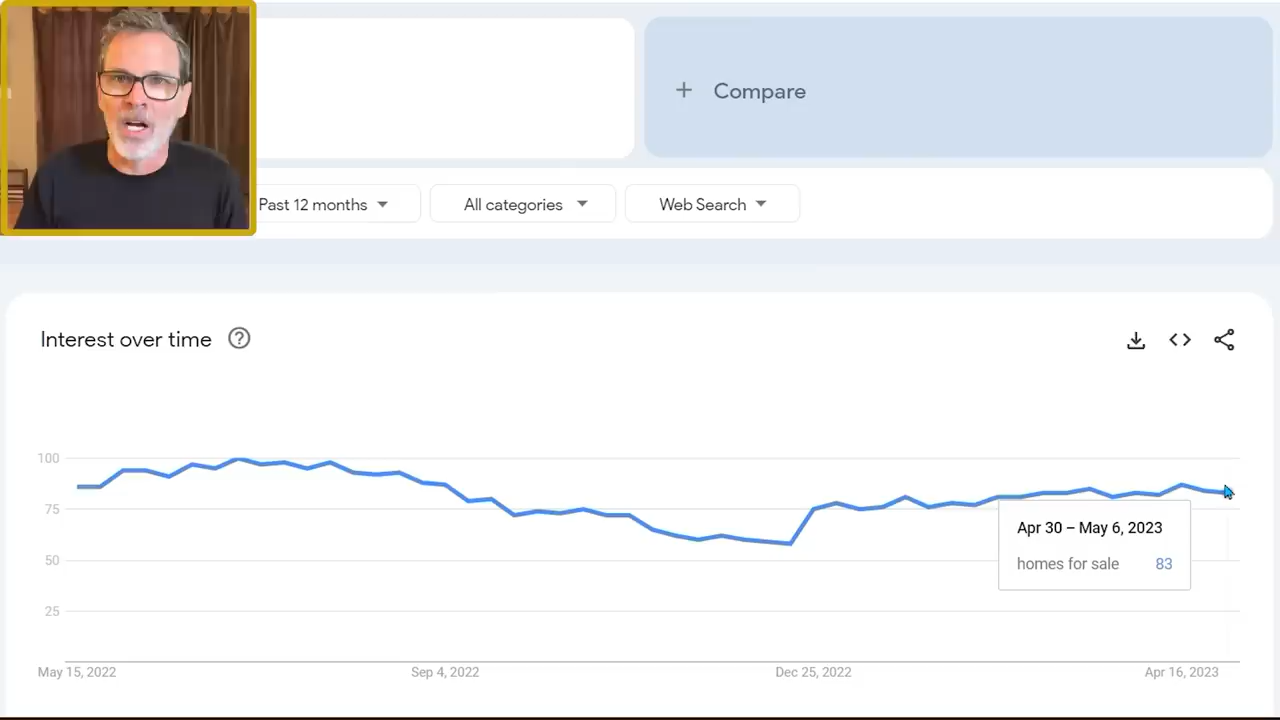 + Compare
Past 12 months
All categories
Web Search
Interest over time ?
100
75
50
25
Apr 30 – May 6, 2023
homes for sale 83
May 15, 2022
Sep 4, 2022
Dec 25, 2022
Apr 16, 2023